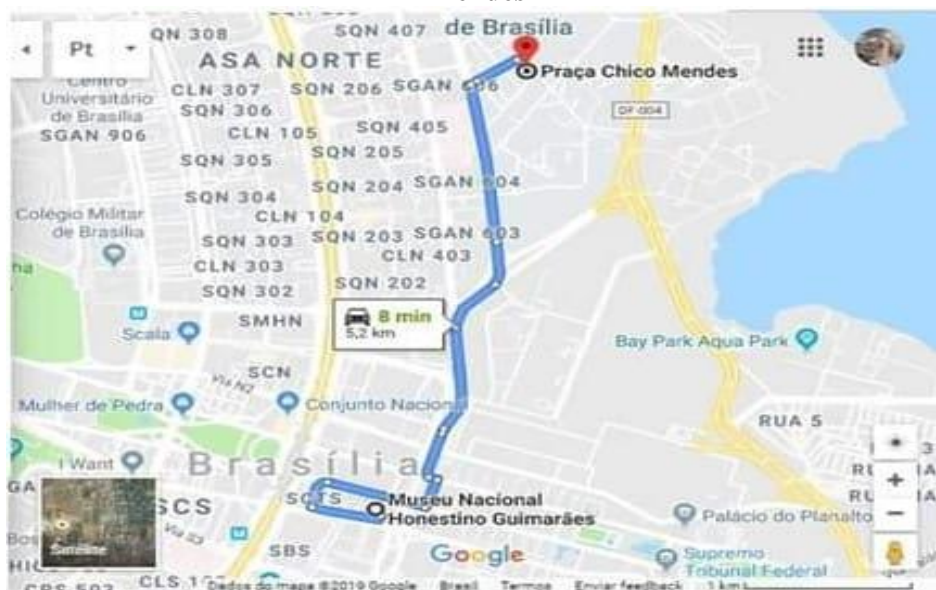 Pt
SQN 308
SQN 407
de Brasília
ASA NORTE
Praça Chico Mendes
Centro
Universitário
de Brasília
SGAN 906
CLN 307
SQN 206
SGAN 606
DF-004
SQN 306
CLN 105
SQN 405
SQN 305
SQN 205
SQN 304
SQN 204
SGAN 604
CLN 104
Colégio Militar
de Brasília
SQN 303
SQN 203
SGAN 603
CLN 303
CLN 403
SQN 302
SQN 202
SMHN
8 min
5,2 km
Scala
Bay Park Aqua Park
SCN
Via N2
Mulher de Pedra
Conjunto Nacional
RUA 5
I Want
Brasília
SCTS
Museu Nacional
Honestino Guimarães
SCS
Via S3
Palácio do Planalto
Satélite
SBS
Google
Supremo
Tribunal Federal
Dados do mapa ©2019 Google
Brasil
Termos
Enviar feedback
1 km